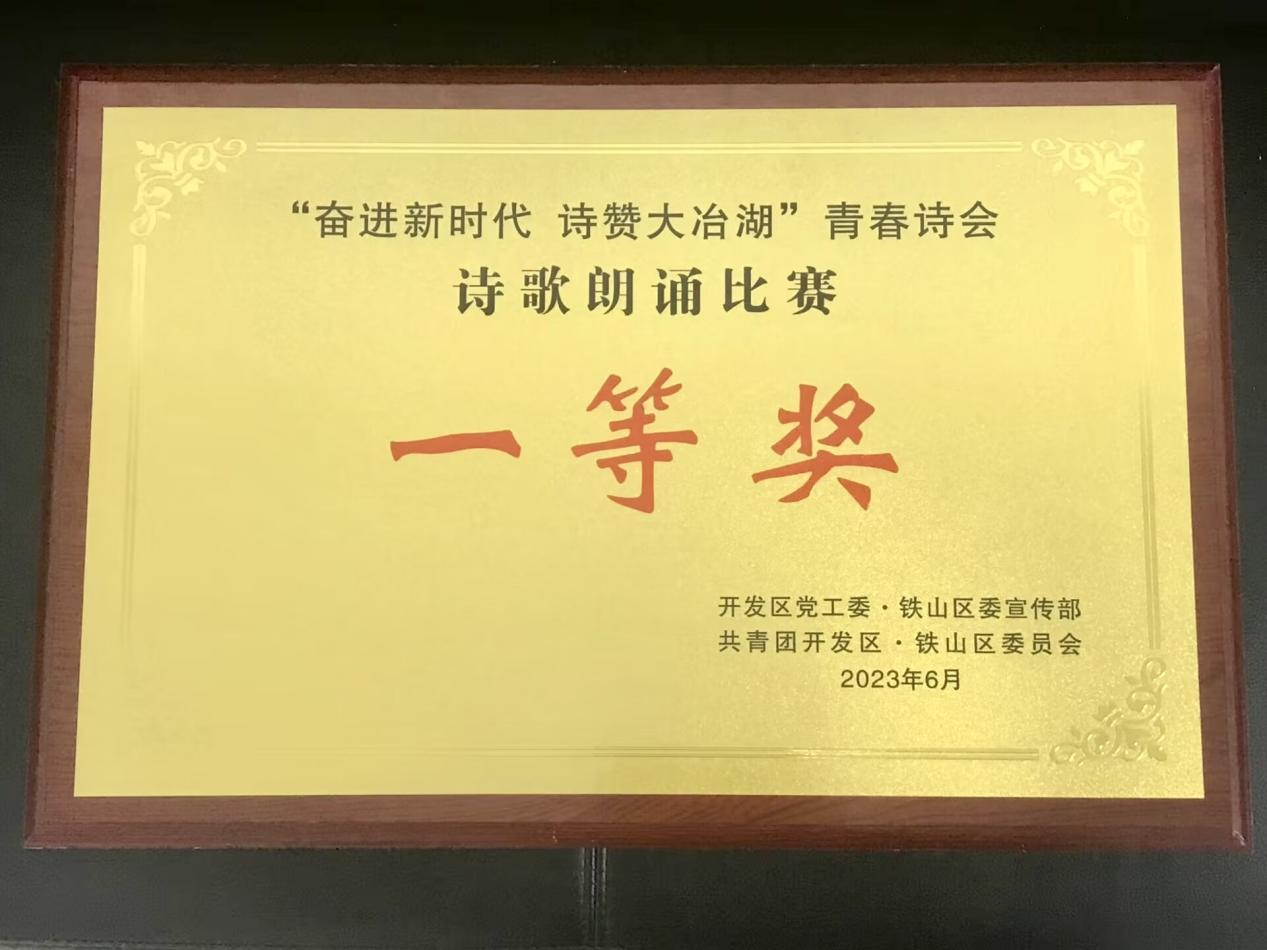 “奋进新时代 诗赞大冶湖”青春诗会
诗歌朗诵比赛
一等奖
开发区党工委·铁山区委宣传部
共青团开发区·铁山区委员会
2023年6月